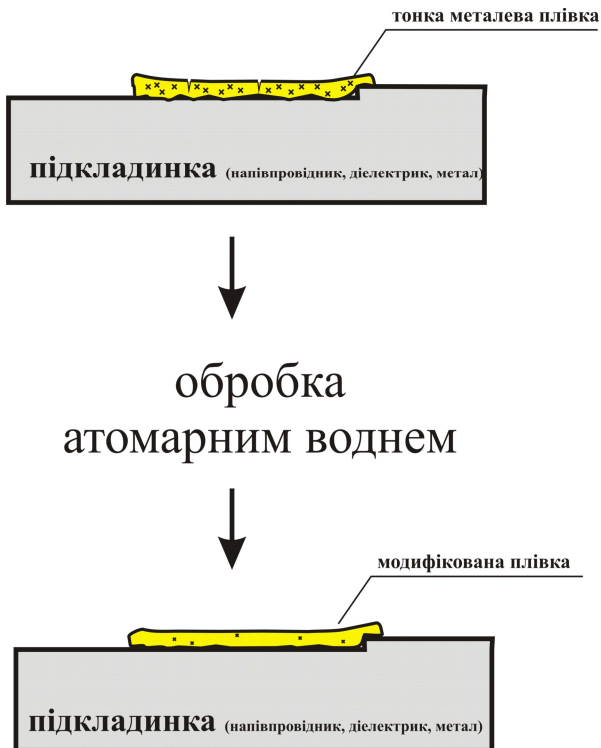 тонка металева плівка
підкладинка (напівпровідник, діелектрик, метал)
обробка
атомарним воднем
модифікована плівка
підкладинка (напівпровідник, діелектрик, метал)